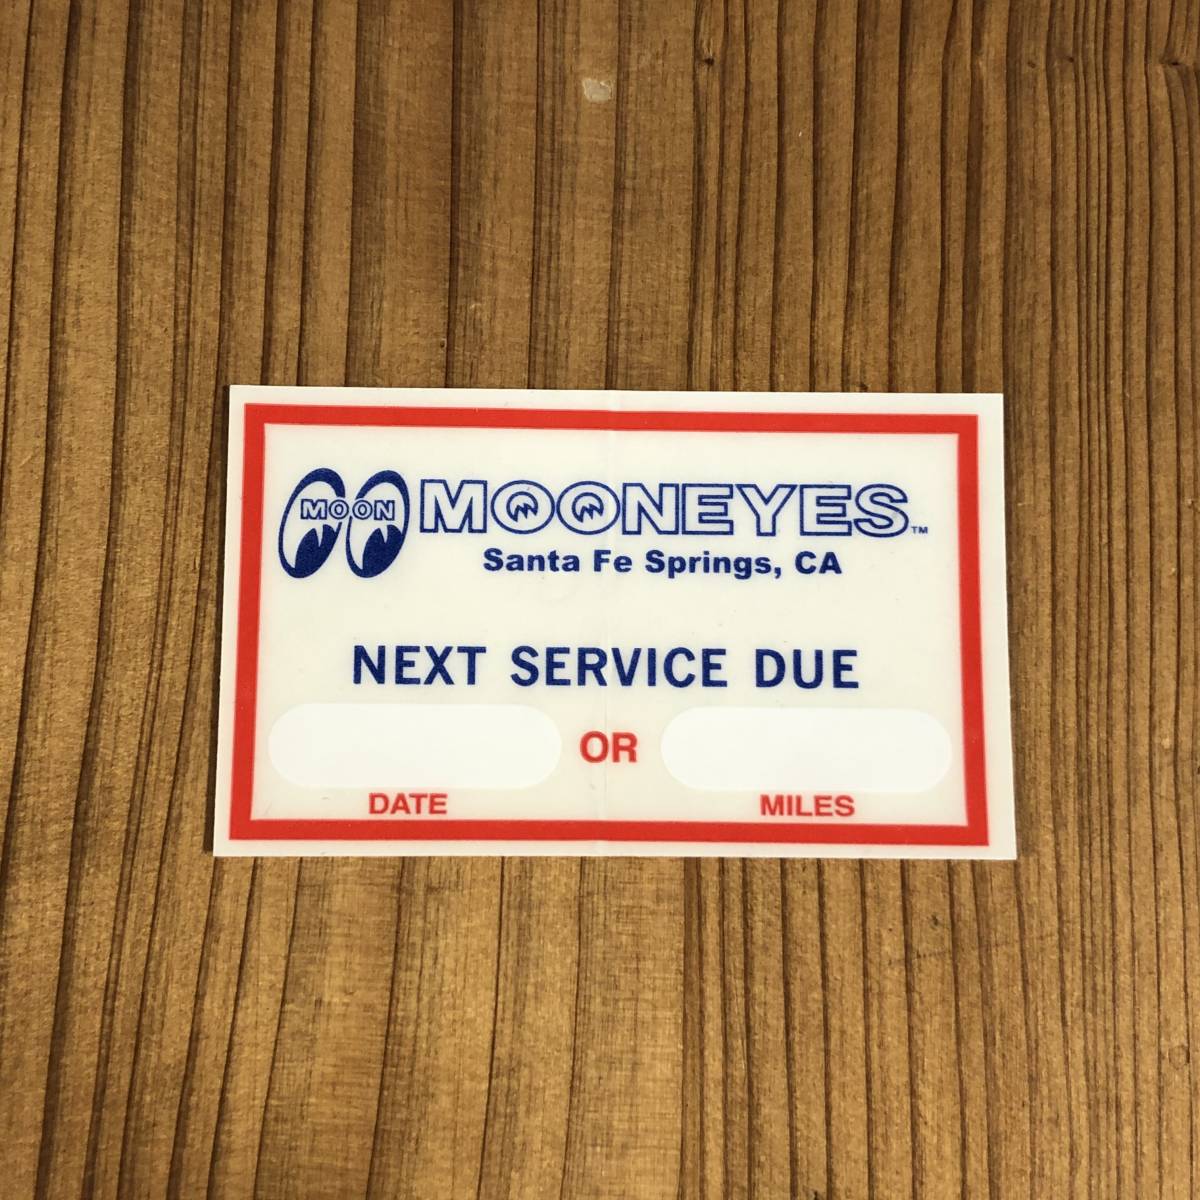 MOON MOONEYES™
Santa Fe Springs, CA
NEXT SERVICE DUE
OR
DATE MILES